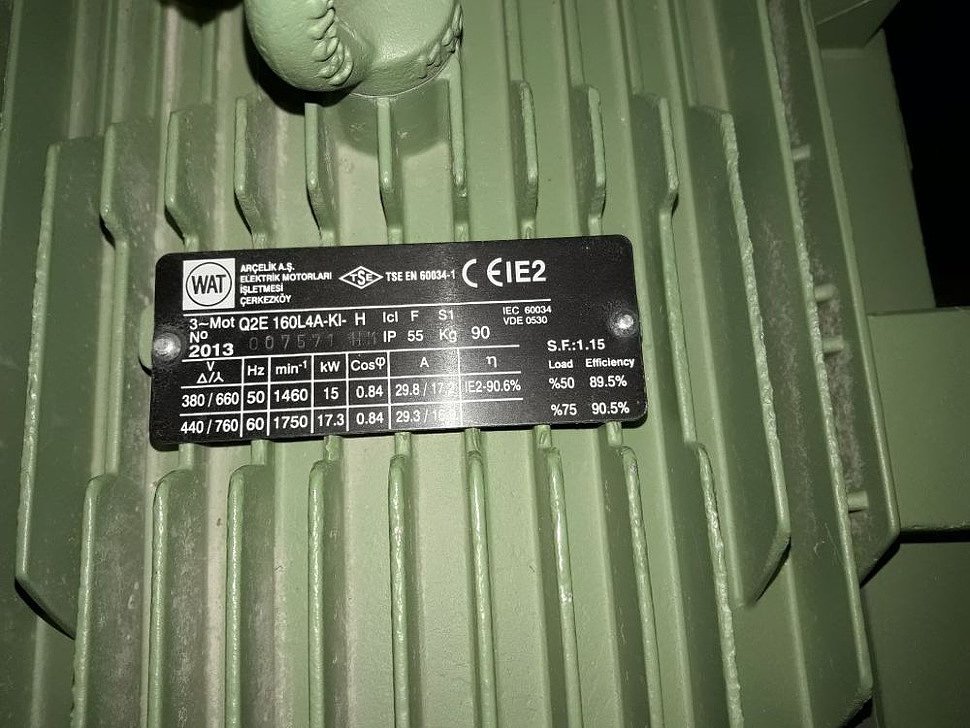 WAT
ARÇELİK A.Ş.
ELEKTRİK MOTORLARI
İŞLETMESİ
ÇERKEZKÖY
TSE TSE EN 60034-1 CE IE2
3~Mot Q2E 160L4A-KI- H Icl F S1 IEC 60034
VDE 0530
No
2013 007571 IP 55 Kg 90 S.F.:1.15
V Δ/⅄ Hz min⁻¹ kW Cosφ A η Load Efficiency
380 / 660 50 1460 15 0.84 29.8 / 17.2 IE2-90.6% %50 89.5%
440 / 760 60 1750 17.3 0.84 29.3 / %75 90.5%